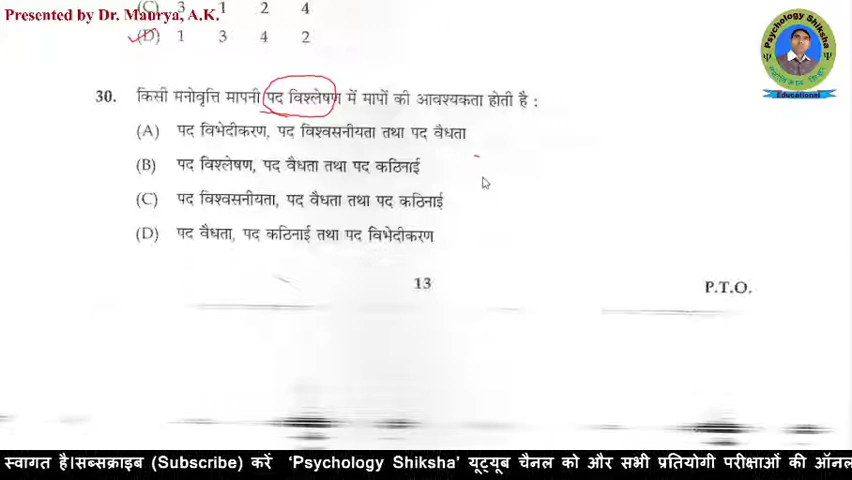 Presented by Dr. Maurya, A.K.
(C) 3 1 2 4
(D) 1 3 4 2
Psychology Shiksha
Ψ Ψ
Educational
30. किसी मनोवृत्ति मापनी पद विश्लेषण में मापों की आवश्यकता होती है :
(A) पद विभेदीकरण, पद विश्वसनीयता तथा पद वैधता
(B) पद विश्लेषण, पद वैधता तथा पद कठिनाई
(C) पद विश्वसनीयता, पद वैधता तथा पद कठिनाई
(D) पद वैधता, पद कठिनाई तथा पद विभेदीकरण
13
P.T.O.
स्वागत है।सब्सक्राइब (Subscribe) करें ‘Psychology Shiksha’ यूट्यूब चैनल को और सभी प्रतियोगी परीक्षाओं की ऑनल